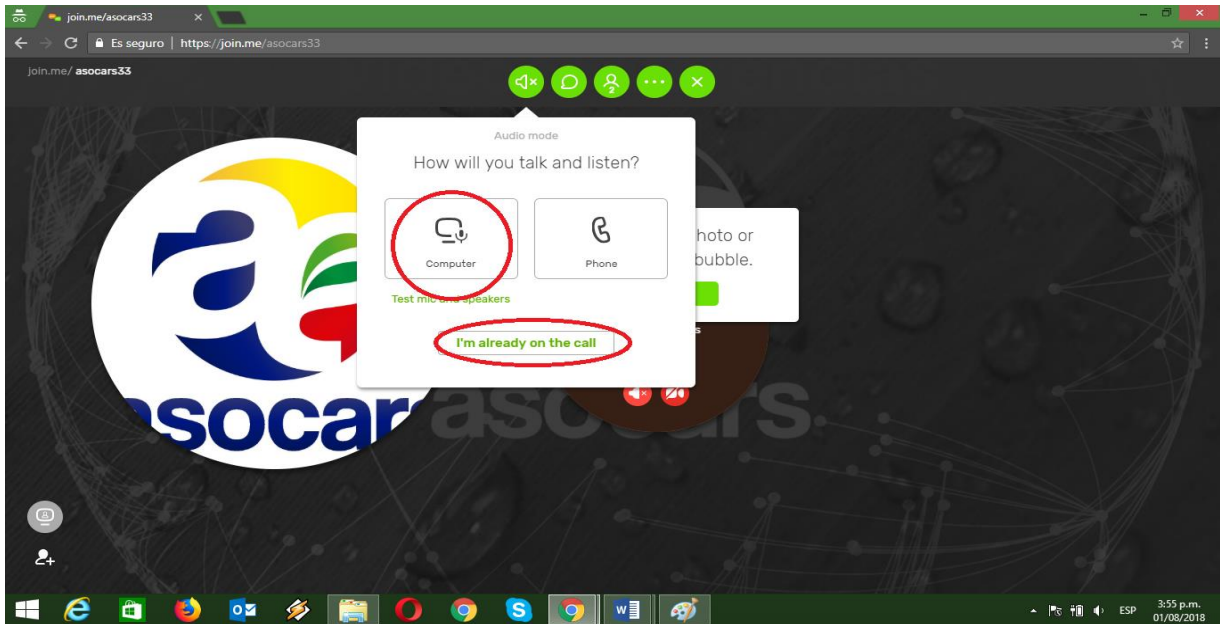 join.me/asocars33
Es seguro | https://join.me/asocars33
join.me/ asocars33
2
Audio mode
How will you talk and listen?
Computer
Phone
Test mic and speakers
I'm already on the call
hoto or
bubble.
s
asocars
asocars.
ESP
3:55 p.m.
01/08/2018